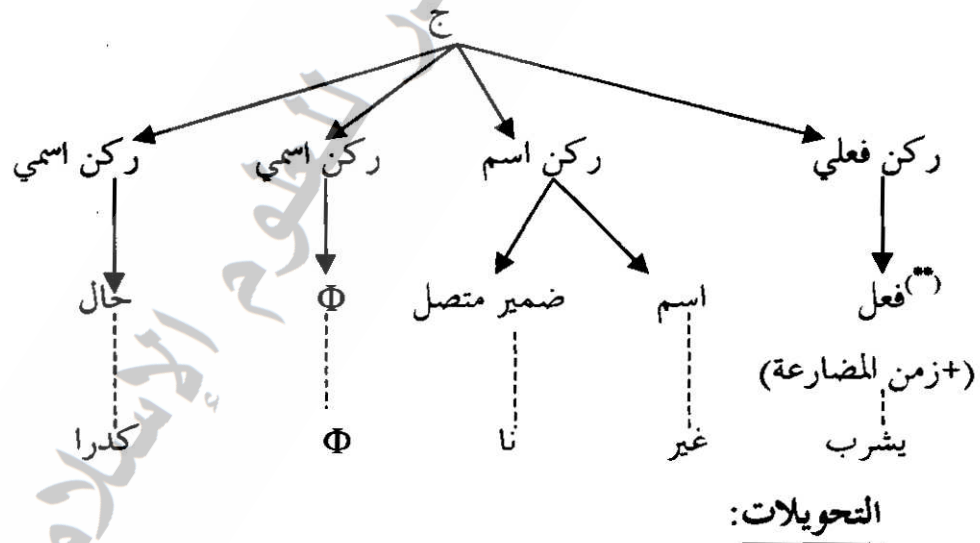 ج
ركن فعلي ركن اسم ركن اسمي ركن اسمي
فعل(**) اسم ضمير متصل Φ حال
(+زمن المضارعة)
يشرب غير نا Φ كدرا
التحويلات: